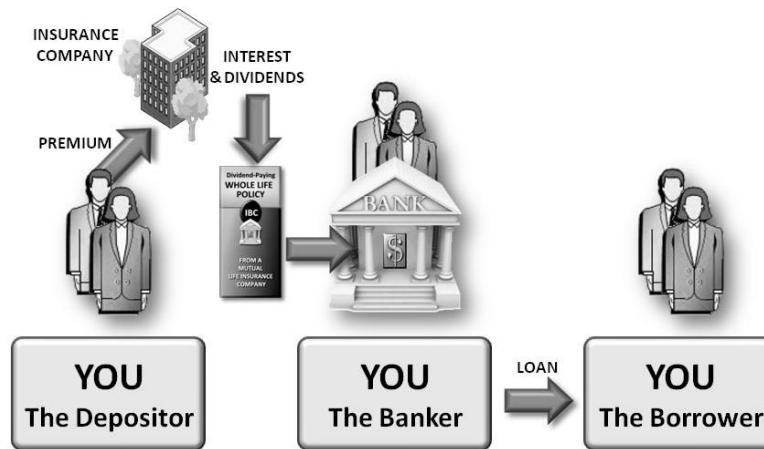 INSURANCE
COMPANY
INTEREST
& DIVIDENDS
PREMIUM
Dividend-Paying
WHOLE LIFE
POLICY
IBC
FROM A
MUTUAL
LIFE INSURANCE
COMPANY
BANK
$
YOU
The Depositor
YOU
The Banker
LOAN
YOU
The Borrower